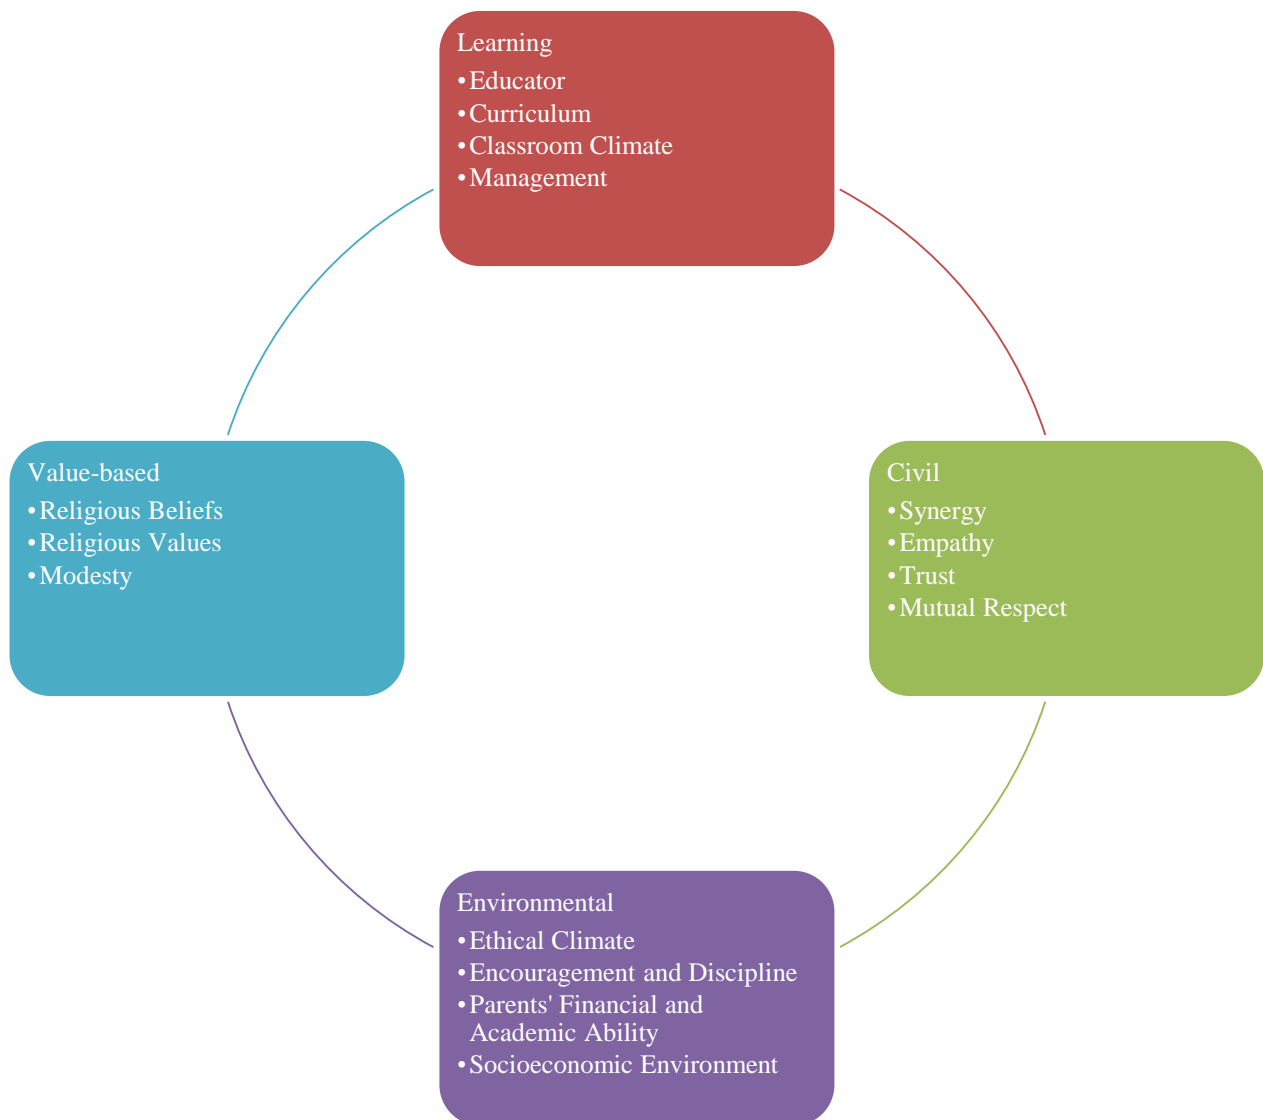 Learning
•Educator
•Curriculum
•Classroom Climate
•Management
Value-based
•Religious Beliefs
•Religious Values
•Modesty
Civil
•Synergy
•Empathy
•Trust
•Mutual Respect
Environmental
•Ethical Climate
•Encouragement and Discipline
•Parents' Financial and
Academic Ability
•Socioeconomic Environment